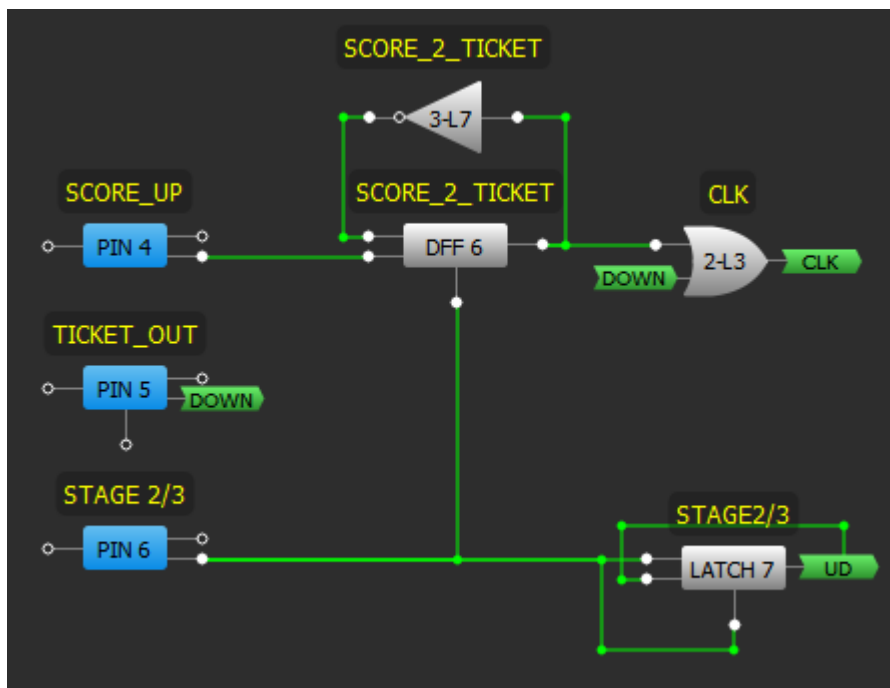 SCORE_2_TICKET
3-L7
SCORE_UP
SCORE_2_TICKET
CLK
PIN 4
DFF 6
2-L3
CLK
DOWN
TICKET_OUT
PIN 5
DOWN
STAGE 2/3
STAGE2/3
PIN 6
LATCH 7
UD